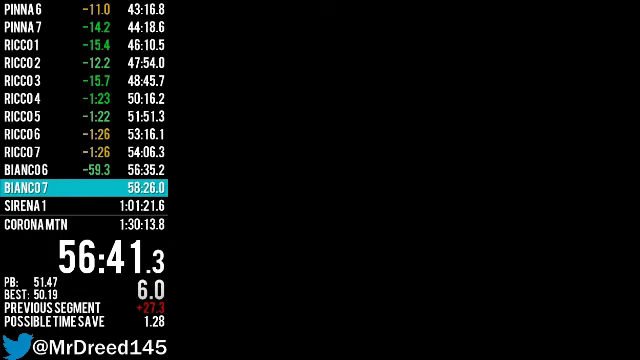 PINNA 6 -11.0 43:16.8
PINNA 7 -14.2 44:18.6
RICCO 1 -15.4 46:10.5
RICCO 2 -12.2 47:54.0
RICCO 3 -15.7 48:45.7
RICCO 4 -1:23 50:16.2
RICCO 5 -1:22 51:51.3
RICCO 6 -1:26 53:16.1
RICCO 7 -1:26 54:06.3
BIANCO 6 -59.3 56:35.2
BIANCO 7 58:26.0
SIRENA 1 1:01:21.6
CORONA MTN 1:30:13.8
56:41.3
PB: 51.47
BEST: 50.19
6.0
PREVIOUS SEGMENT +27.3
POSSIBLE TIME SAVE 1.28
@MrDreed145